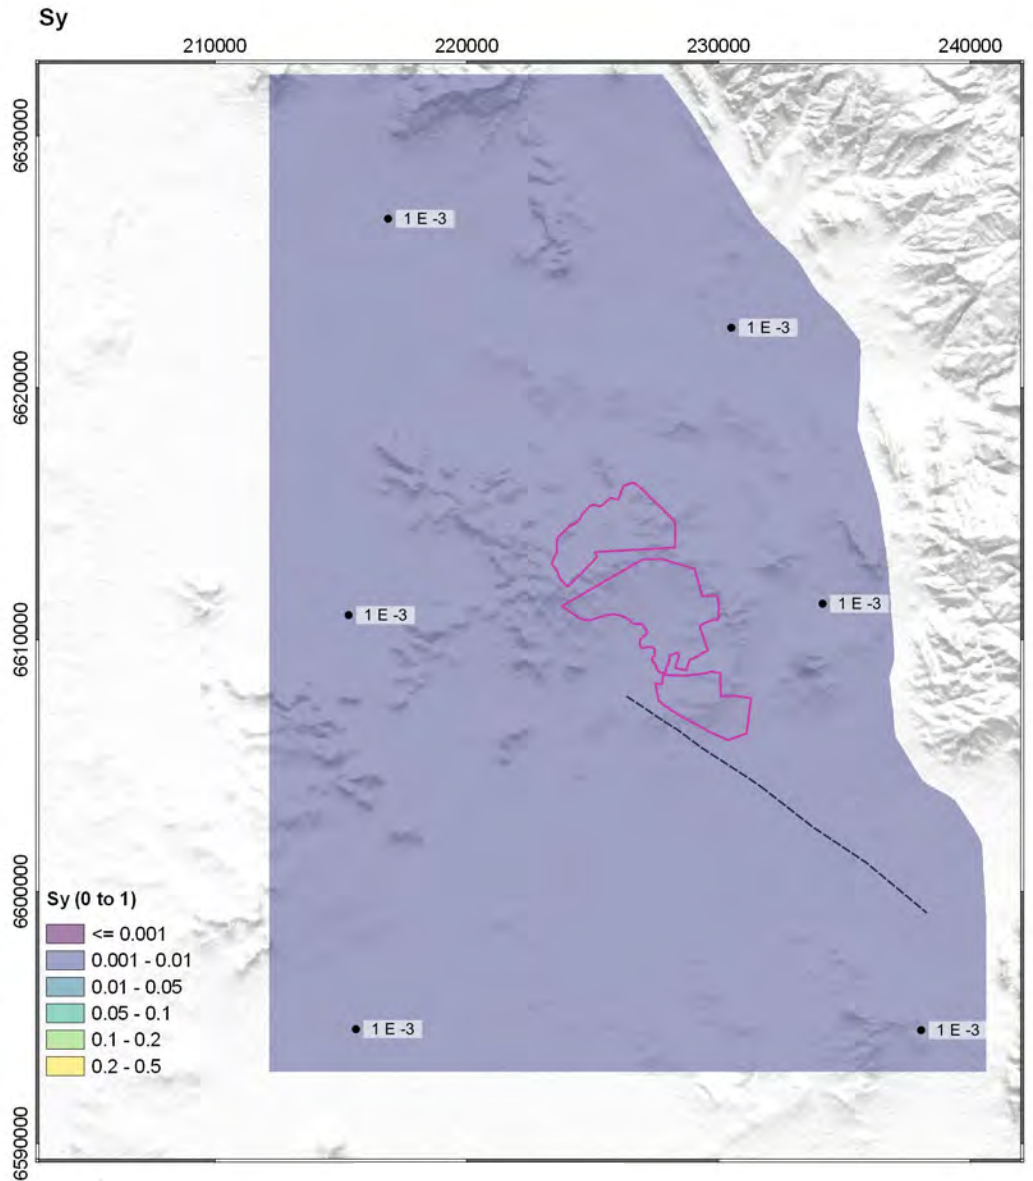 Sy
210000 220000 230000 240000
6630000
1 E -3
1 E -3
6620000
1 E -3
1 E -3
6610000
6600000
Sy (0 to 1)
<= 0.001
0.001 - 0.01
0.01 - 0.05
0.05 - 0.1
0.1 - 0.2
0.2 - 0.5
1 E -3
1 E -3
6590000